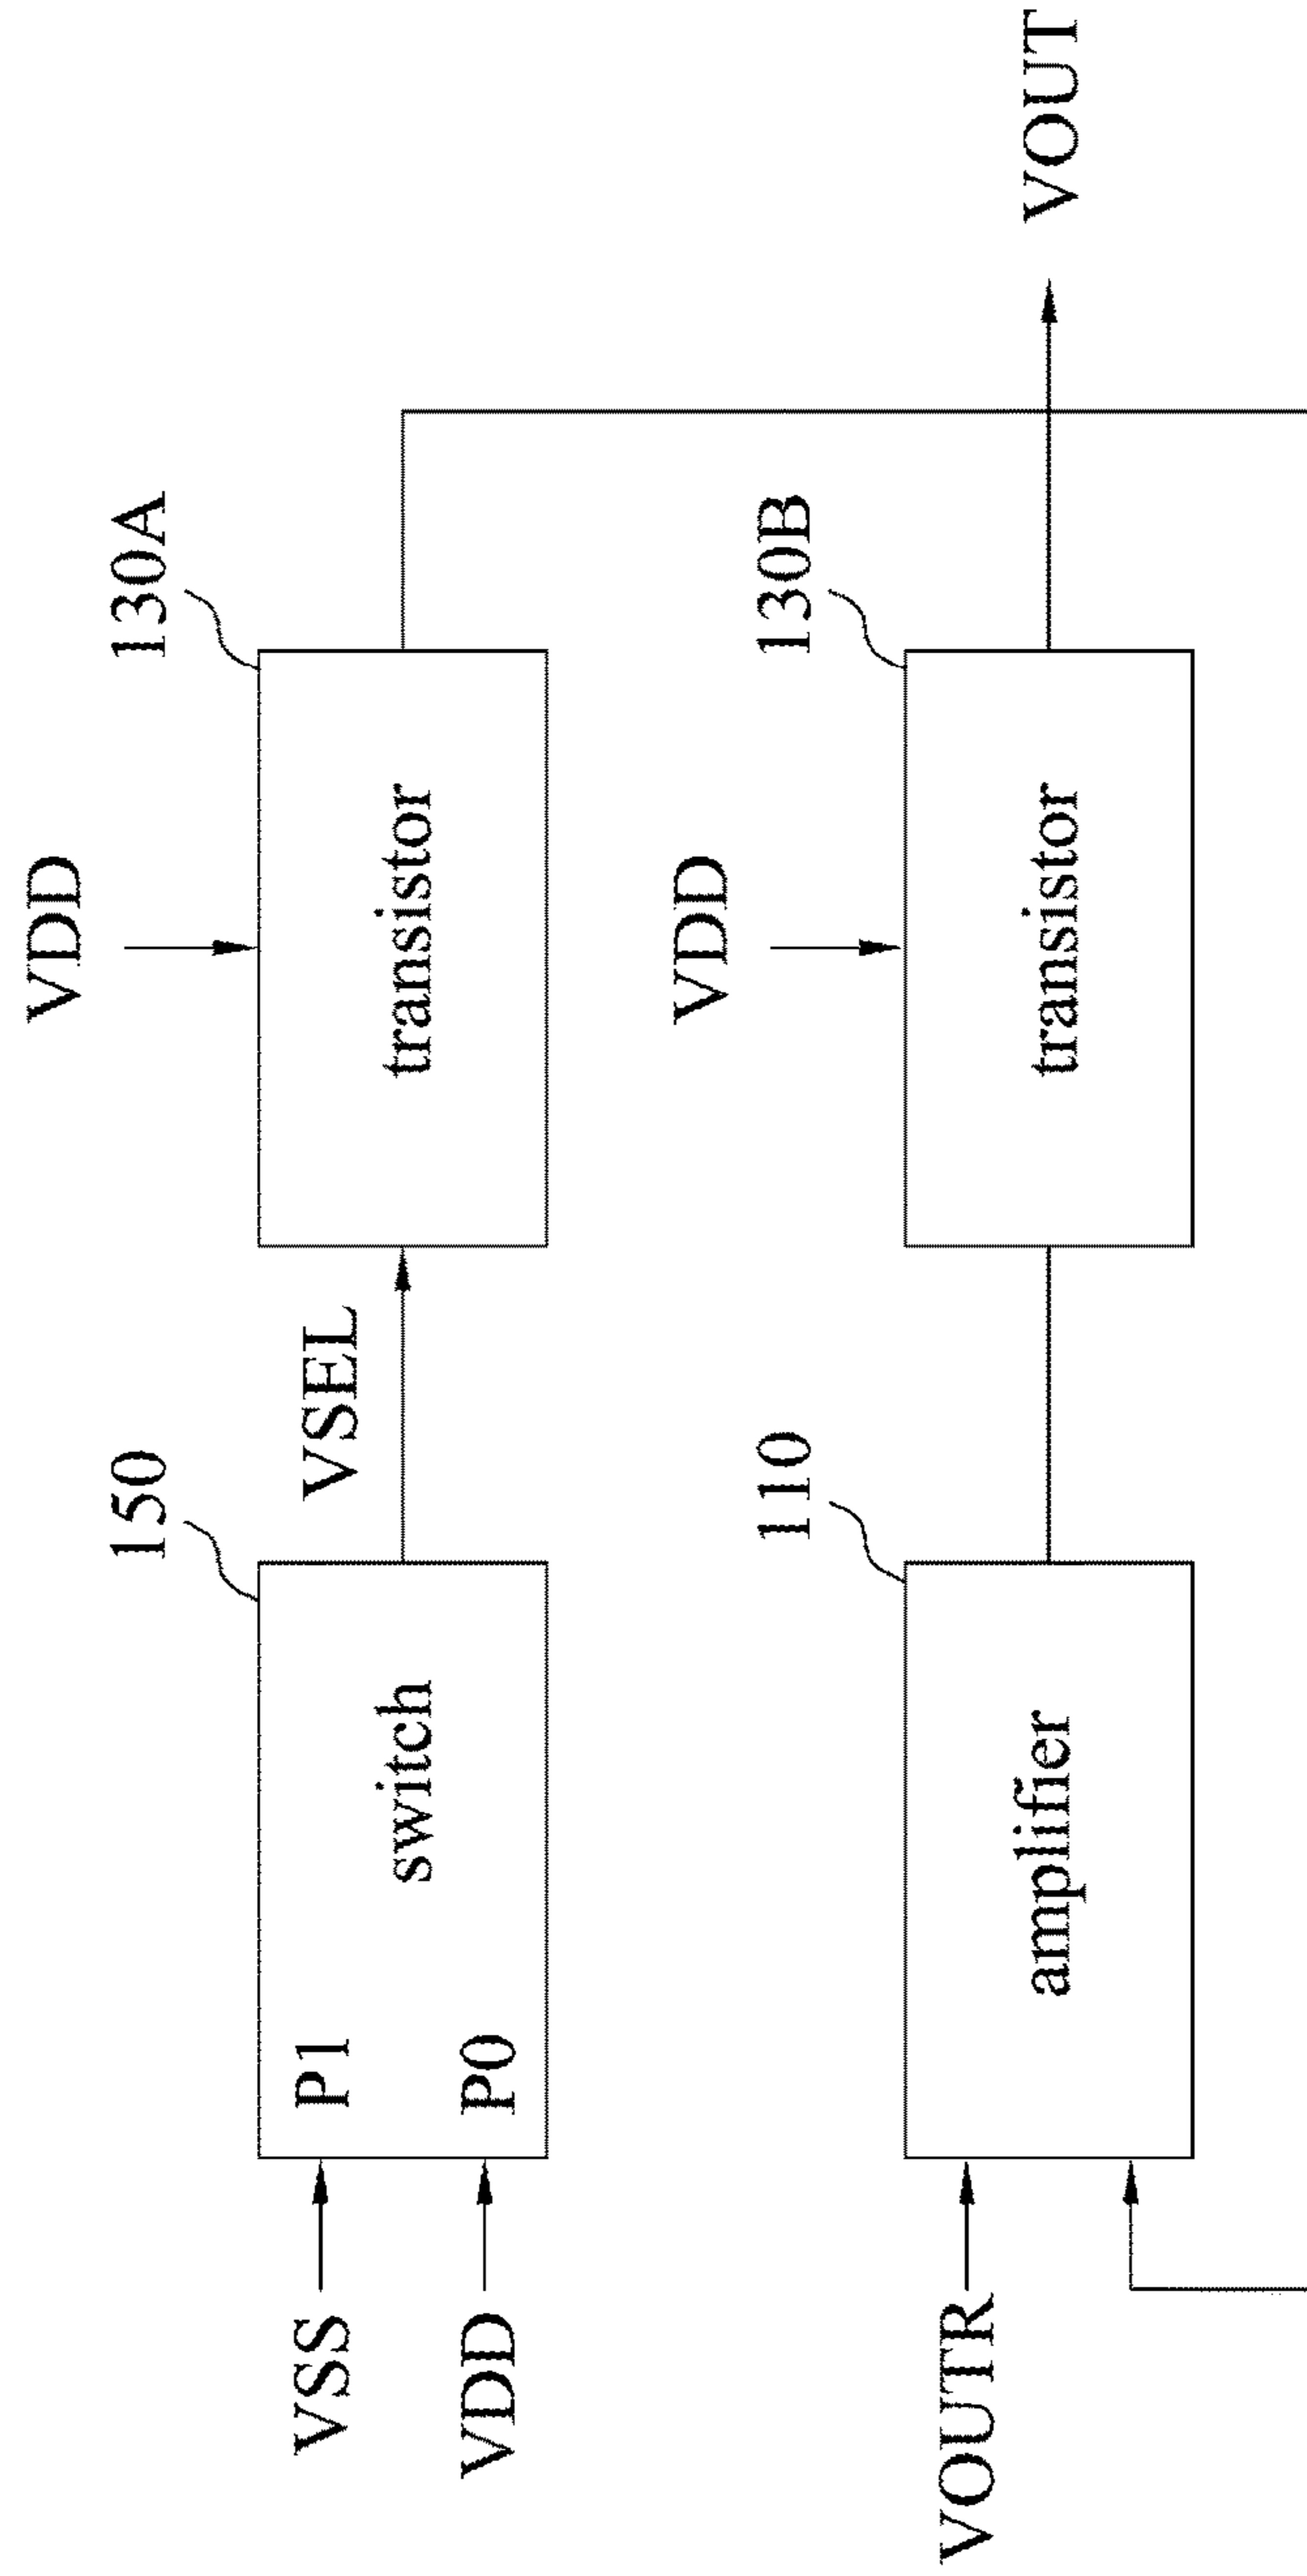 VDD
150
130A
VSS
P1
switch
VSEL
transistor
VDD
P0
VDD
110
130B
VOUTR
amplifier
transistor
VOUT